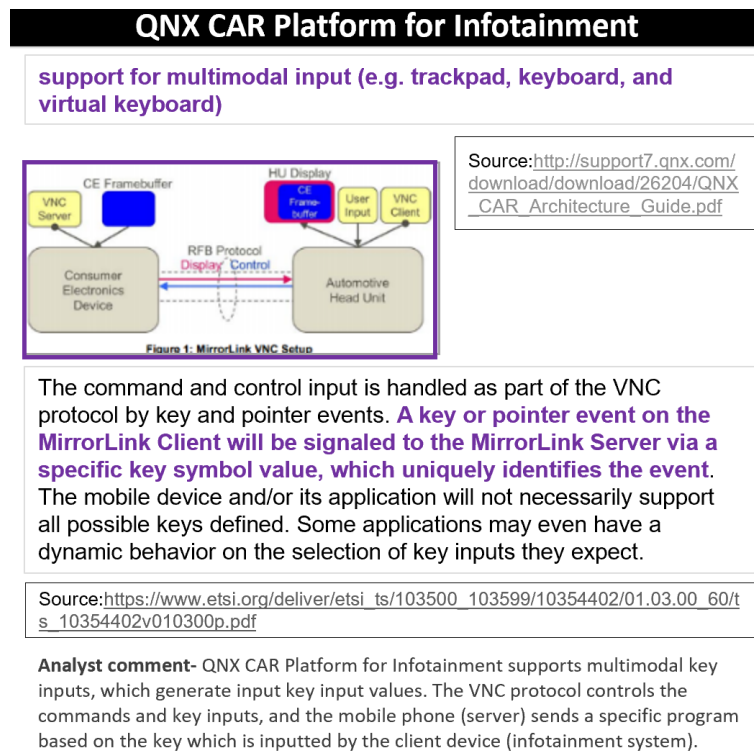 QNX CAR Platform for Infotainment
support for multimodal input (e.g. trackpad, keyboard, and
virtual keyboard)
Source:http://support7.qnx.com/
download/download/26204/QNX
_CAR_Architecture_Guide.pdf
VNC
Server
CE Framebuffer
HU Display
CE
Frame-
buffer
User
Input
VNC
Client
RFB Protocol
Display Control
Consumer
Electronics
Device
Automotive
Head Unit
Figure 1: MirrorLink VNC Setup
The command and control input is handled as part of the VNC
protocol by key and pointer events. A key or pointer event on the
MirrorLink Client will be signaled to the MirrorLink Server via a
specific key symbol value, which uniquely identifies the event.
The mobile device and/or its application will not necessarily support
all possible keys defined. Some applications may even have a
dynamic behavior on the selection of key inputs they expect.
Source:https://www.etsi.org/deliver/etsi_ts/103500_103599/10354402/01.03.00_60/t
s_10354402v010300p.pdf
Analyst comment- QNX CAR Platform for Infotainment supports multimodal key
inputs, which generate input key input values. The VNC protocol controls the
commands and key inputs, and the mobile phone (server) sends a specific program
based on the key which is inputted by the client device (infotainment system).